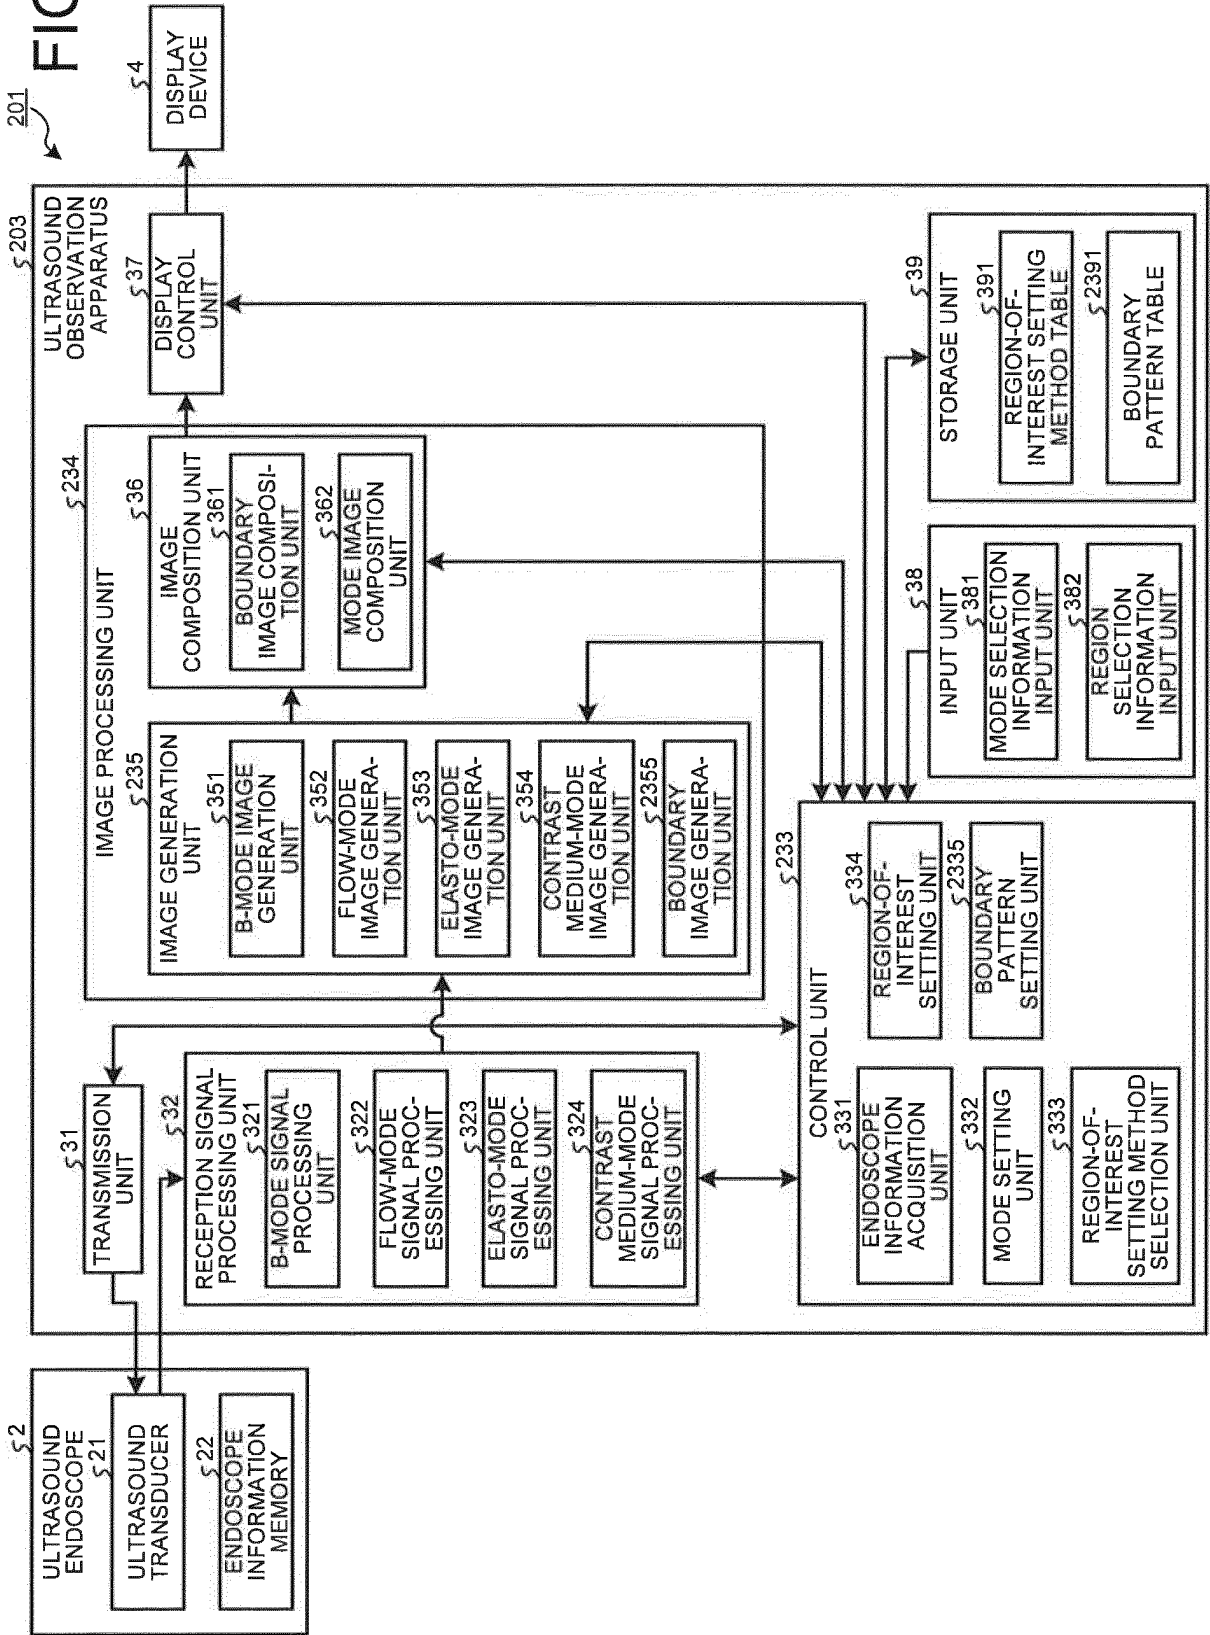 FIG
201
2
ULTRASOUND
ENDOSCOPE
21
ULTRASOUND
TRANSDUCER
22
ENDOSCOPE
INFORMATION
MEMORY
203
ULTRASOUND
OBSERVATION
APPARATUS
31
TRANSMISSION
UNIT
32
RECEPTION SIGNAL
PROCESSING UNIT
321
B-MODE SIGNAL
PROCESSING
UNIT
322
FLOW-MODE
SIGNAL PROC-
ESSING UNIT
323
ELASTO-MODE
SIGNAL PROC-
ESSING UNIT
324
CONTRAST
MEDIUM-MODE
SIGNAL PROC-
ESSING UNIT
234
IMAGE PROCESSING UNIT
235
IMAGE GENERATION
UNIT
351
B-MODE IMAGE
GENERATION
UNIT
352
FLOW-MODE
IMAGE GENERA-
TION UNIT
353
ELASTO-MODE
IMAGE GENERA-
TION UNIT
354
CONTRAST
MEDIUM-MODE
IMAGE GENERA-
TION UNIT
2355
BOUNDARY
IMAGE GENERA-
TION UNIT
36
IMAGE
COMPOSITION UNIT
361
BOUNDARY
IMAGE COMPOSI-
TION UNIT
362
MODE IMAGE
COMPOSITION
UNIT
37
DISPLAY
CONTROL
UNIT
4
DISPLAY
DEVICE
233
CONTROL UNIT
331
ENDOSCOPE
INFORMATION
ACQUISITION
UNIT
332
MODE SETTING
UNIT
333
REGION-OF-
INTEREST
SETTING METHOD
SELECTION UNIT
334
REGION-OF-
INTEREST
SETTING UNIT
2335
BOUNDARY
PATTERN
SETTING UNIT
38
INPUT UNIT
381
MODE SELECTION
INFORMATION
INPUT UNIT
382
REGION
SELECTION
INFORMATION
INPUT UNIT
39
STORAGE UNIT
391
REGION-OF-
INTEREST SETTING
METHOD TABLE
2391
BOUNDARY
PATTERN TABLE